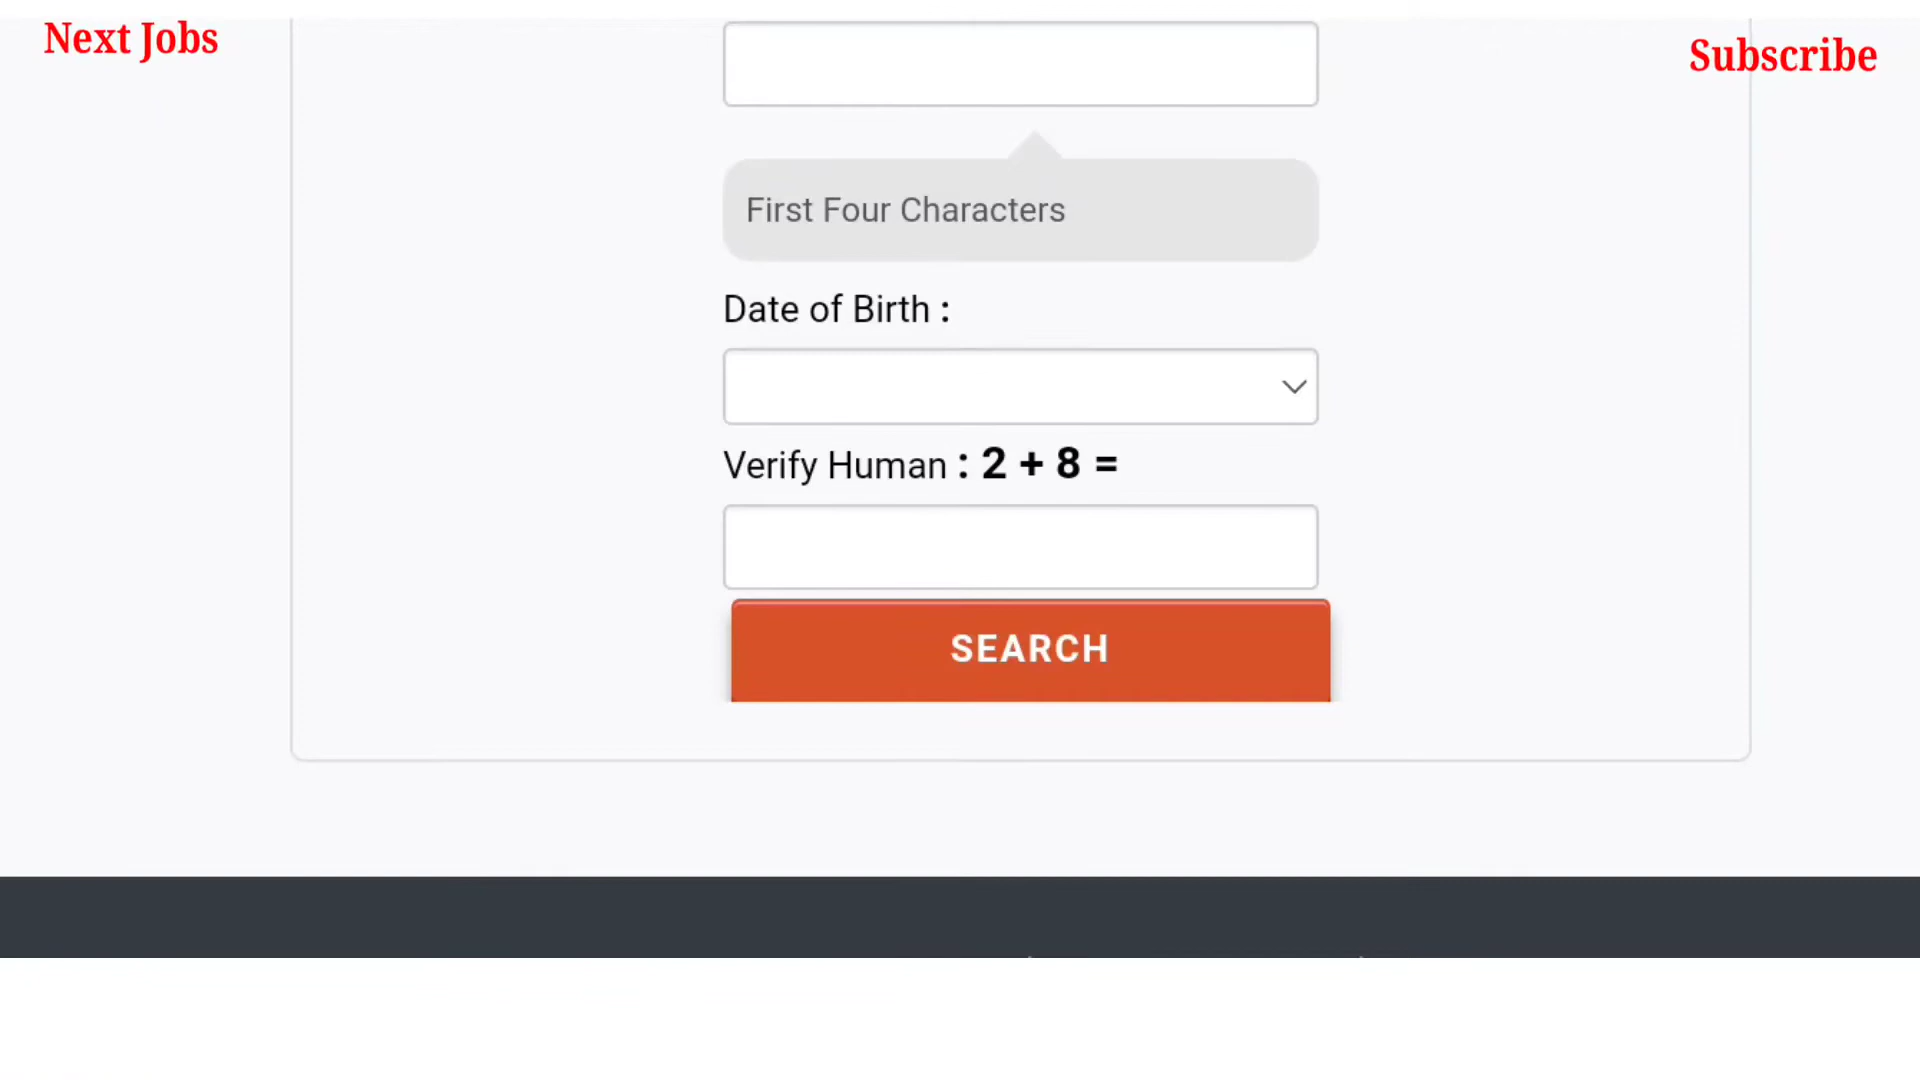 Next Jobs
Subscribe
First Four Characters
Date of Birth :
Verify Human : 2 + 8 =
SEARCH